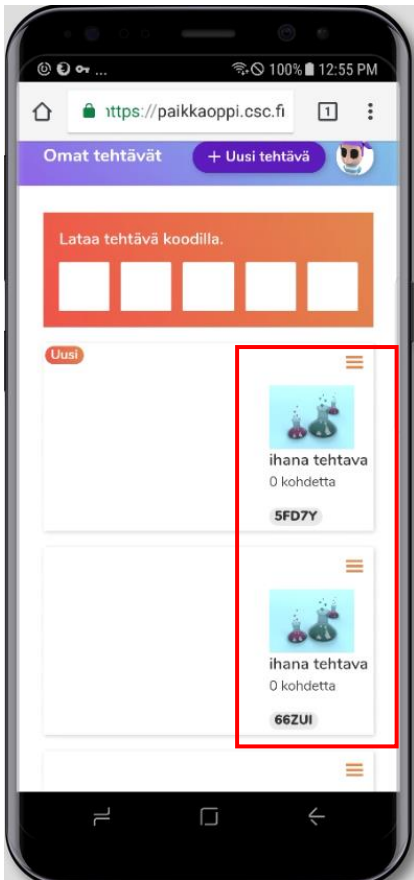 ... 100% 12:55 PM
https://paikkaoppi.csc.fi 1
Omat tehtävät + Uusi tehtävä
Lataa tehtävä koodilla.
Uusi
ihana tehtava
0 kohdetta
5FD7Y
ihana tehtava
0 kohdetta
66ZUI